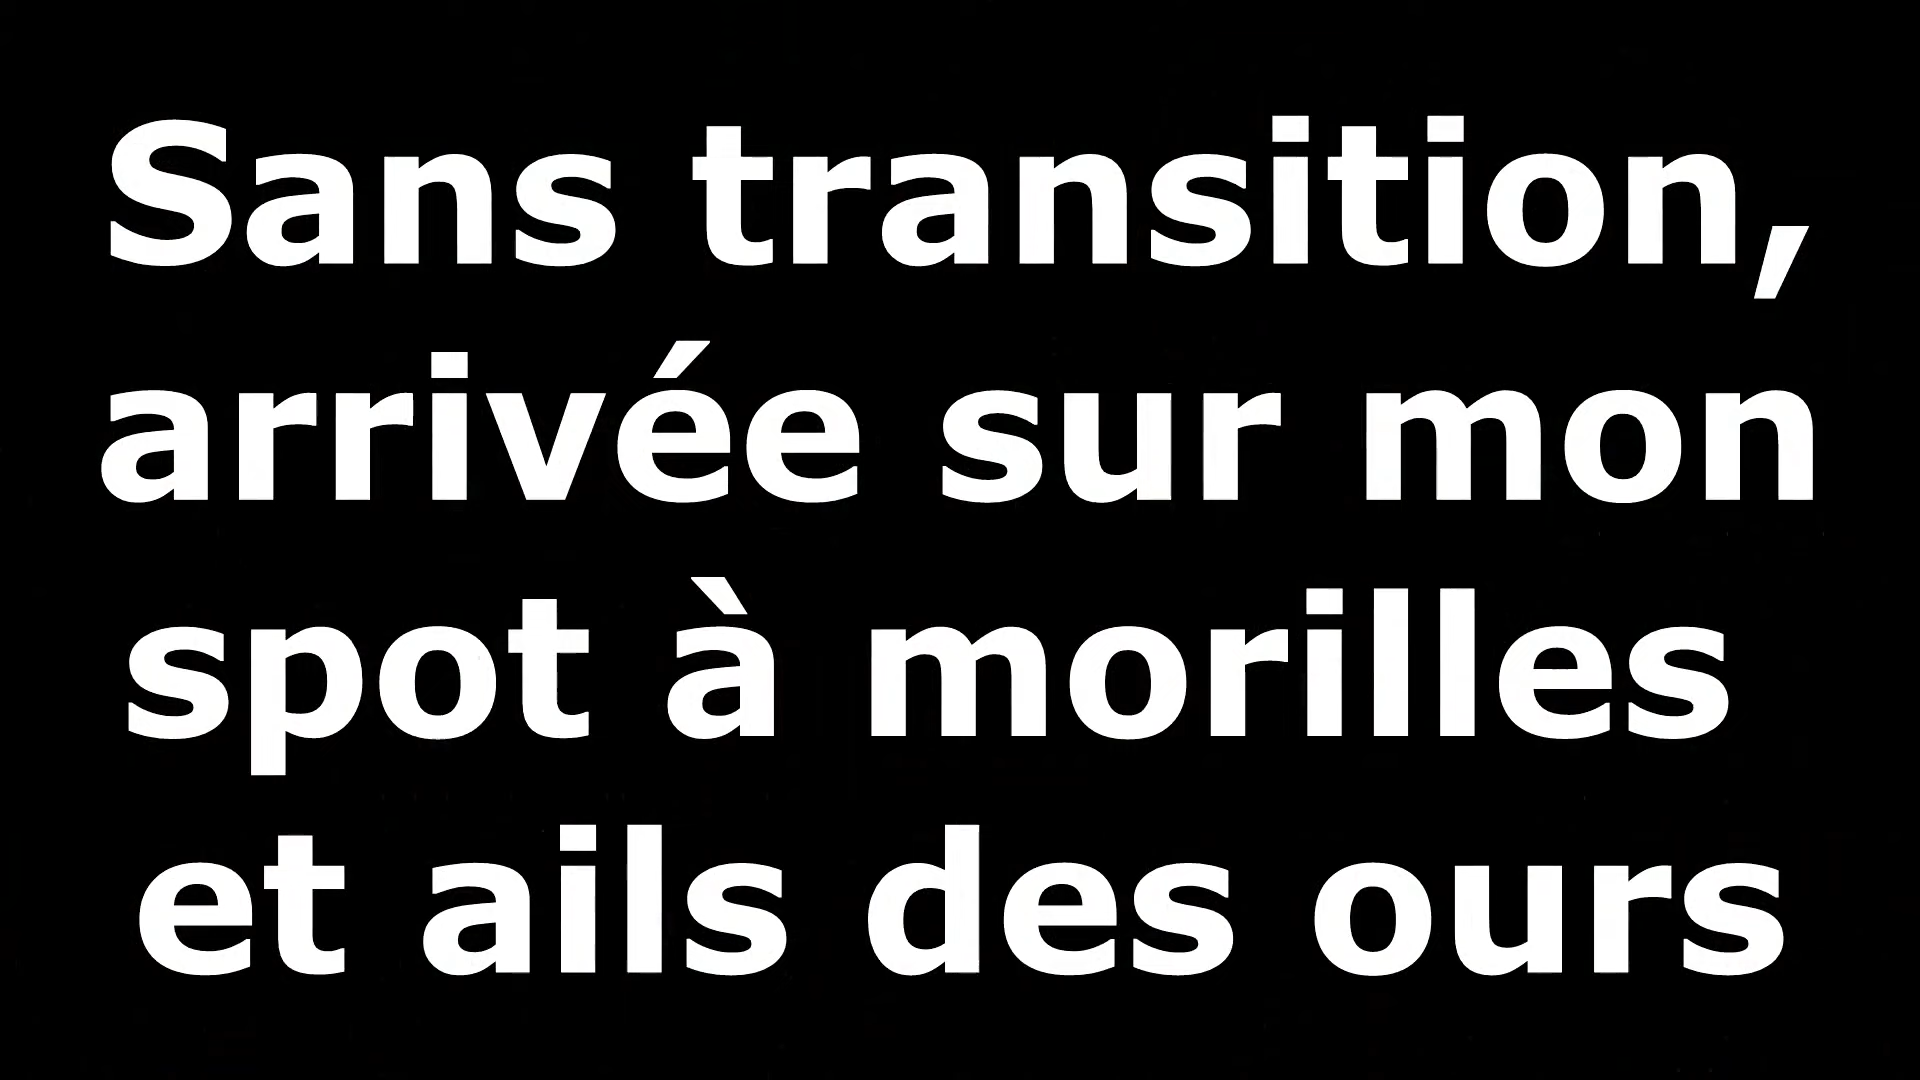 Sans transition,
arrivée sur mon
spot à morilles
et ails des ours